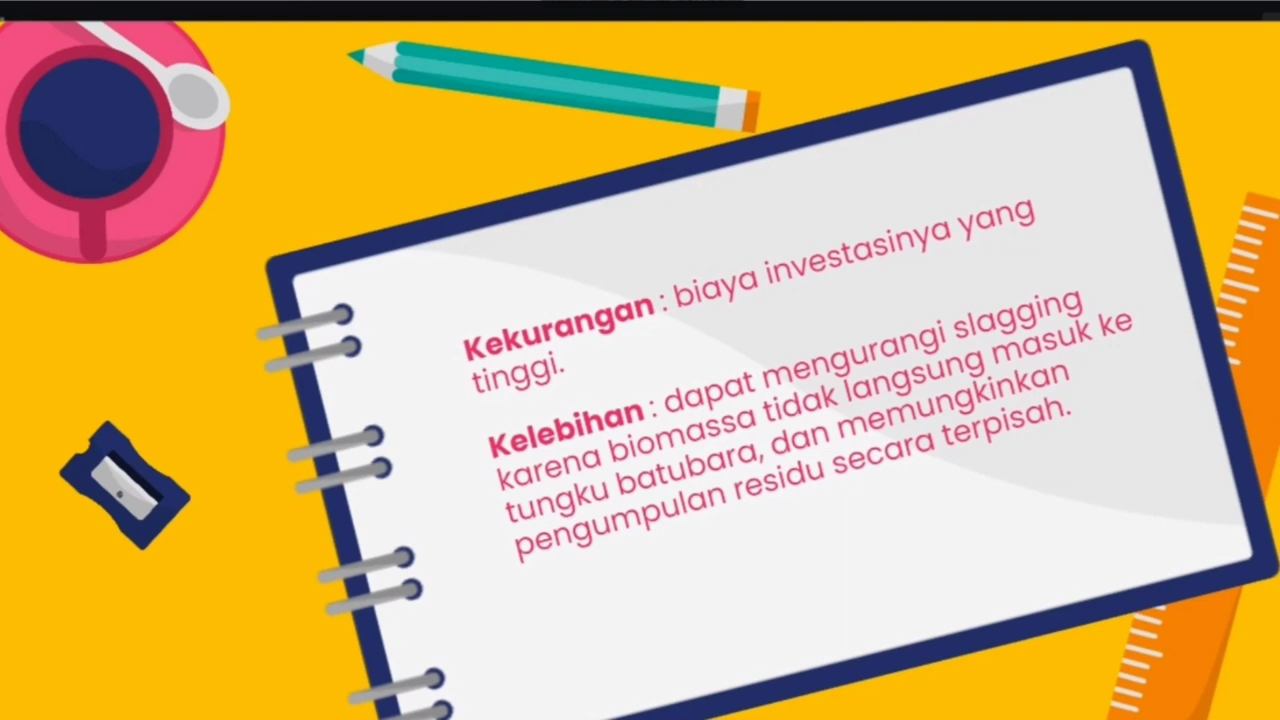 Kekurangan : biaya investasinya yang
tinggi.
Kelebihan : dapat mengurangi slagging
karena biomassa tidak langsung masuk ke
tungku batubara, dan memungkinkan
pengumpulan residu secara terpisah.